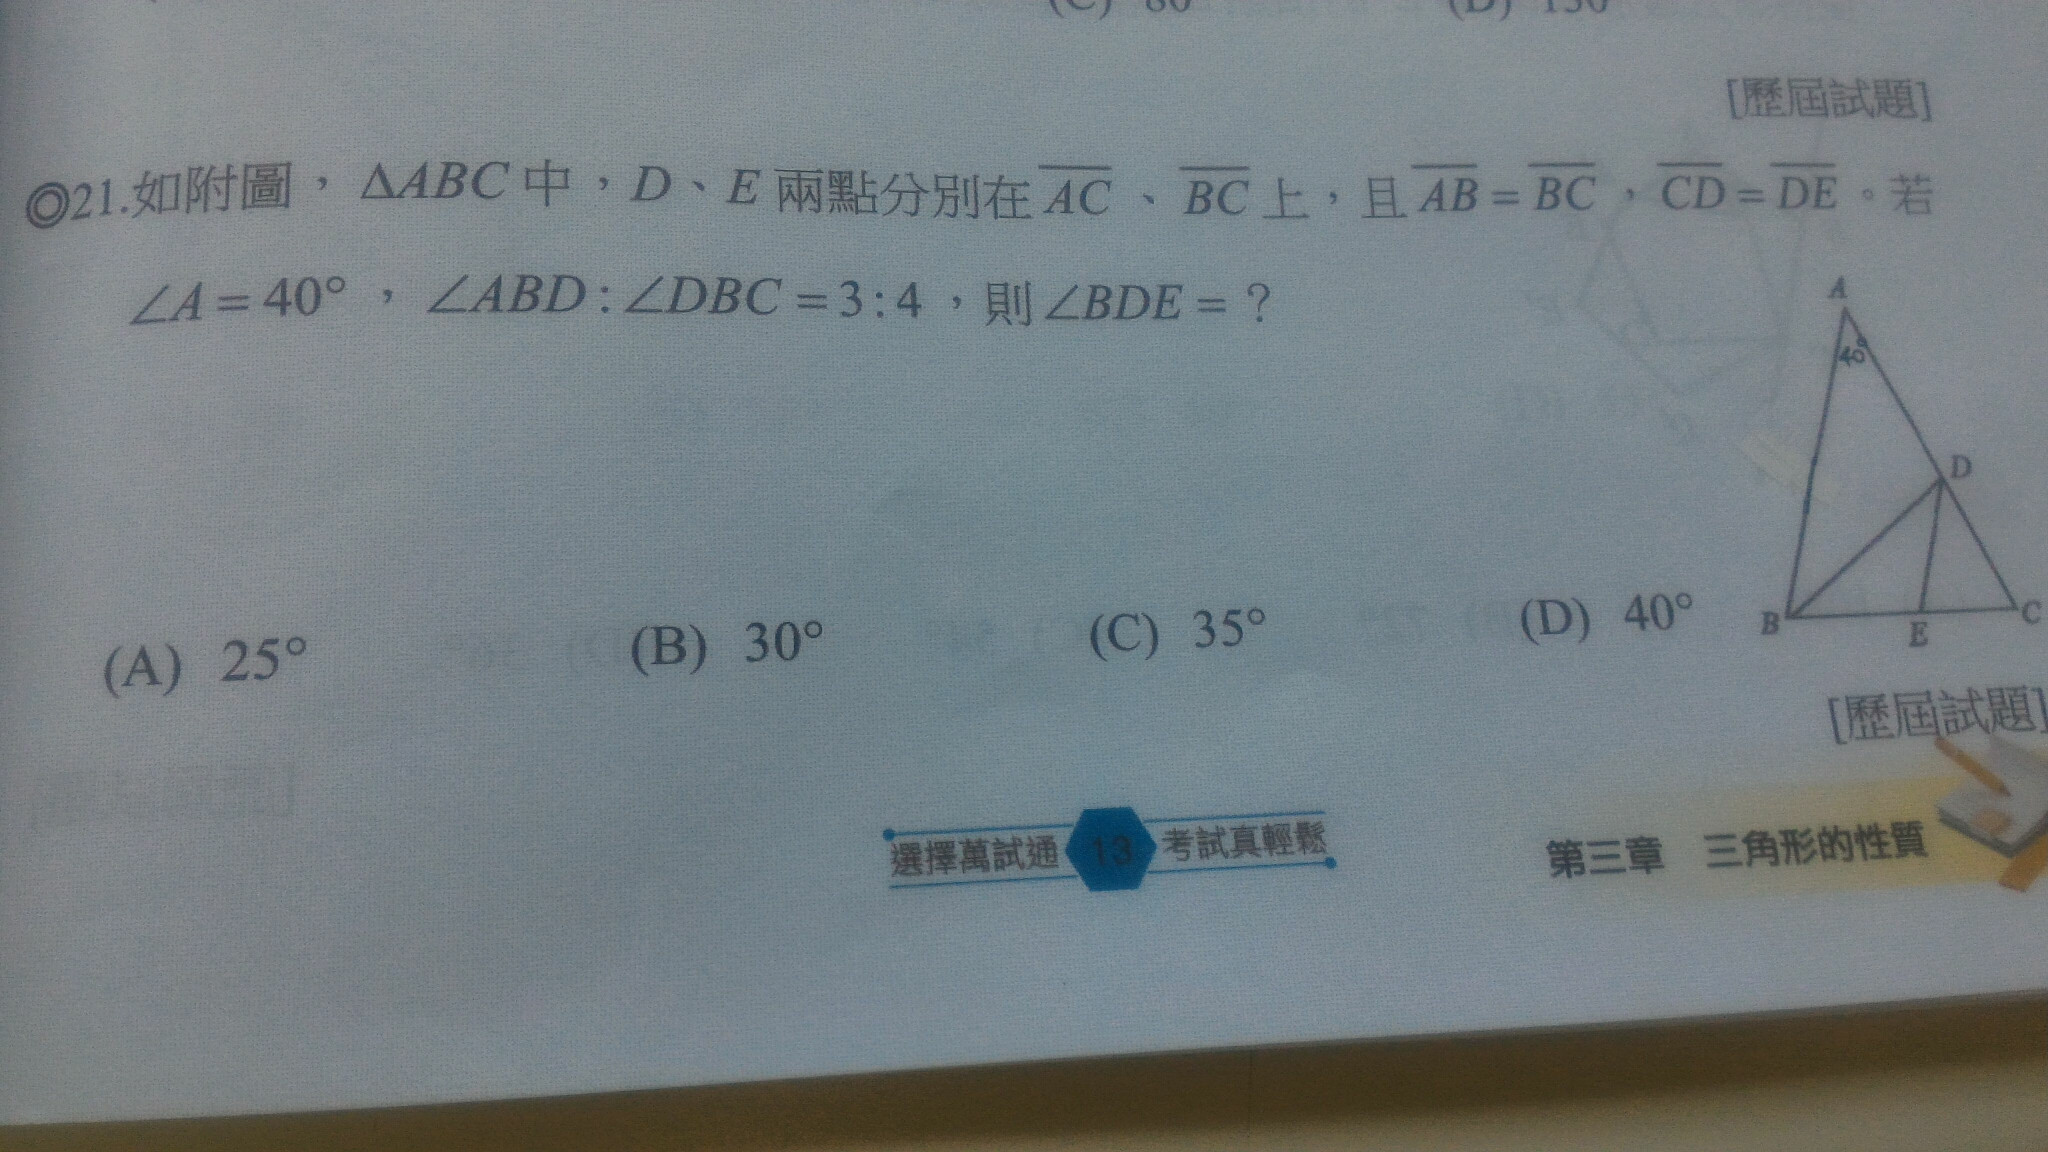 (C) 80 (D) 130
[歷屆試題]
◎21.如附圖，ΔABC中，D、E兩點分別在AC、BC上，且AB=BC，CD=DE。若
∠A=40°，∠ABD:∠DBC=3:4，則∠BDE=？
A
40°
D
B
E
C
(A) 25° (B) 30° (C) 35° (D) 40°
[歷屆試題]
選擇萬試通 13 考試真輕鬆
第三章 三角形的性質